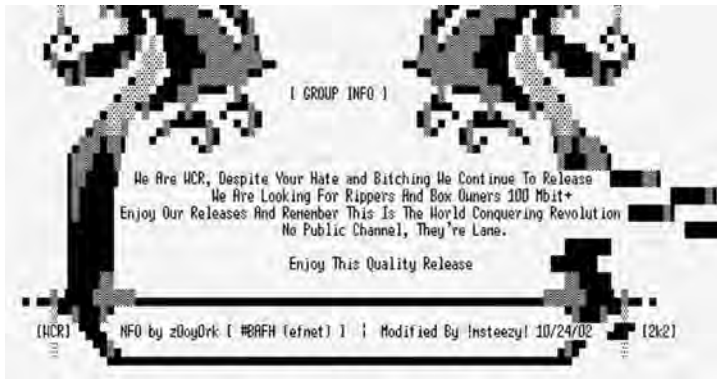 [ GROUP INFO ]
We Are WCR, Despite Your Hate and Bitching We Continue To Release
We Are Looking For Rippers And Box Owners 100 Mbit+
Enjoy Our Releases And Remember This Is The World Conquering Revolution
No Public Channel, They're Lame.
Enjoy This Quality Release
[WCR] NFO by z0oyOrk [ #BAFH (efnet) ] ¦ Modified By !msteezy! 10/24/02 [2k2]